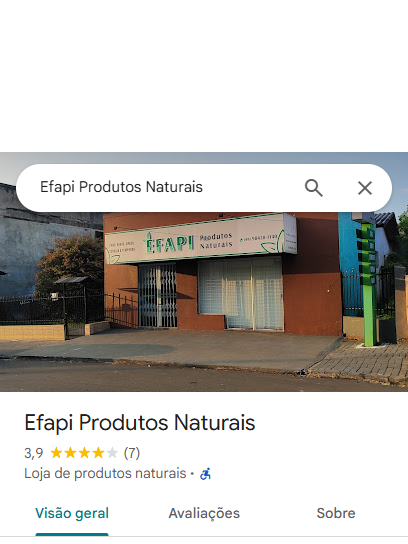 Efapi Produtos Naturais
EFAPI Produtos
Naturais
Efapi Produtos Naturais
3,9 (7)
Loja de produtos naturais ·
Visão geral Avaliações Sobre